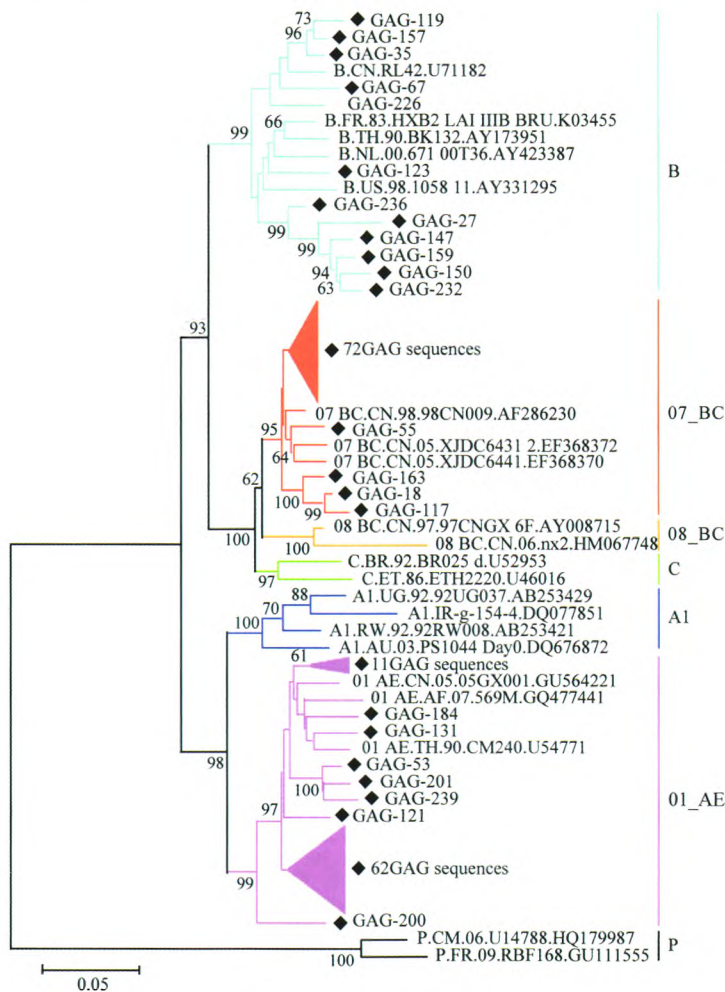 73
GAG-119
96
GAG-157
GAG-35
B.CN.RL42.U71182
GAG-67
GAG-226
99
66
B.FR.83.HXB2 LAI IIIB BRU.K03455
B.TH.90.BK132.AY173951
B.NL.00.671 00T36.AY423387
GAG-123
B
B.US.98.1058 11.AY331295
GAG-236
99
GAG-27
99
GAG-147
GAG-159
94
GAG-150
63
GAG-232
93
72GAG sequences
07_BC
07 BC.CN.98.98CN009.AF286230
95
GAG-55
07 BC.CN.05.XJDC6431 2.EF368372
64
07 BC.CN.05.XJDC6441.EF368370
62
GAG-163
100
GAG-18
99
GAG-117
08 BC.CN.97.97CNGX 6F.AY008715
100
100
08 BC.CN.06.nx2.HM067748
08_BC
C.BR.92.BR025 d.U52953
97
C.ET.86.ETH2220.U46016
C
88
A1.UG.92.92UG037.AB253429
70
A1.IR-g-154-4.DQ077851
A1
100
A1.RW.92.92RW008.AB253421
A1.AU.03.PS1044 Day0.DQ676872
61
11GAG sequences
01 AE.CN.05.05GX001.GU564221
01 AE.AF.07.569M.GQ477441
GAG-184
GAG-131
01 AE.TH.90.CM240.U54771
98
GAG-53
GAG-201
100
GAG-239
01_AE
97
GAG-121
62GAG sequences
99
GAG-200
P.CM.06.U14788.HQ179987
P
100
P.FR.09.RBF168.GU111555
0.05